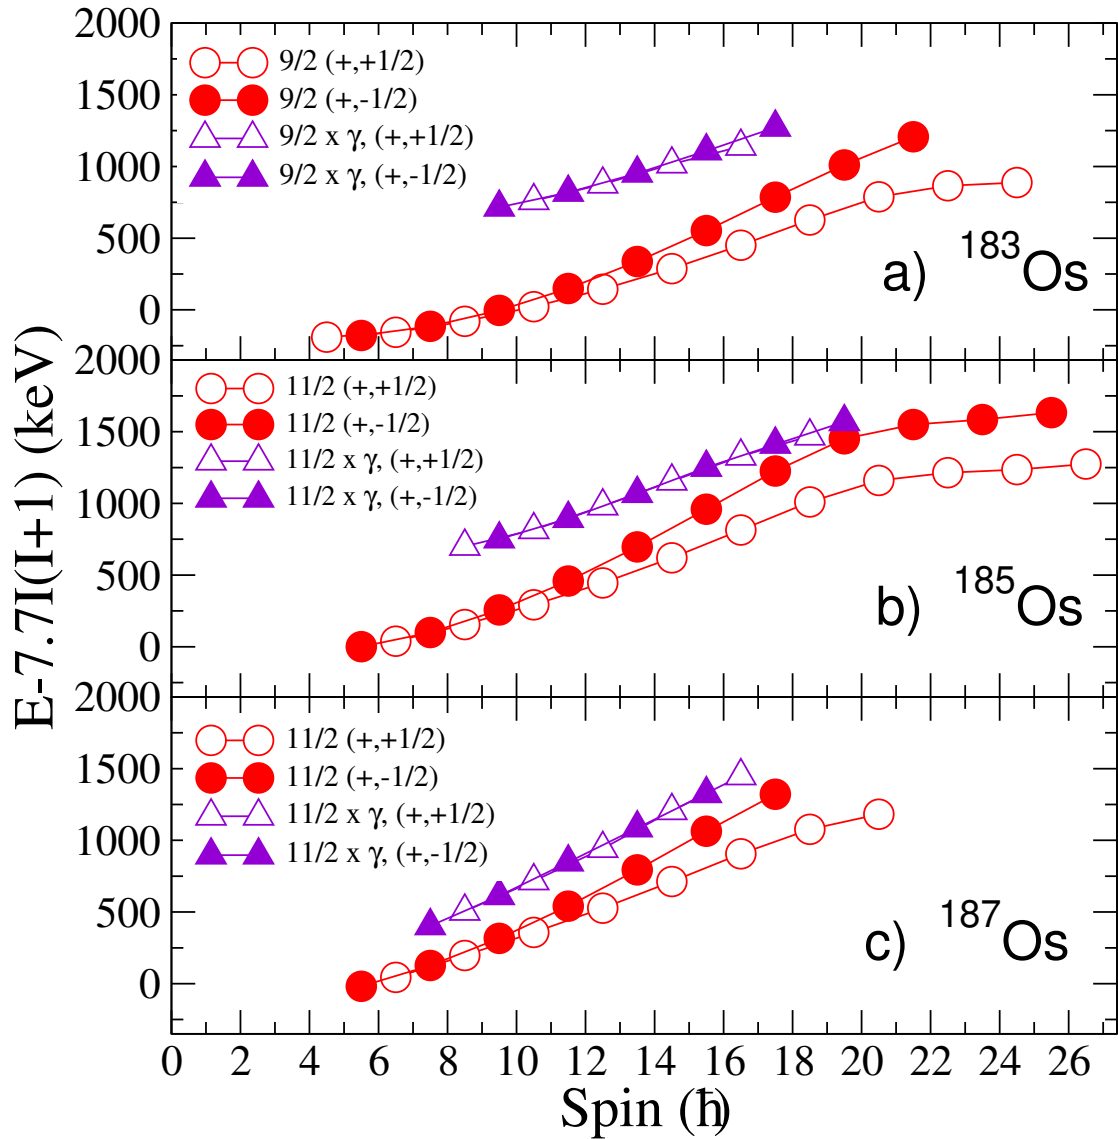 E-7.7I(I+1) (keV)
2000
1500
1000
500
0
9/2 (+,+1/2)
9/2 (+,-1/2)
9/2 x γ, (+,+1/2)
9/2 x γ, (+,-1/2)
a) ¹⁸³Os
2000
1500
1000
500
0
11/2 (+,+1/2)
11/2 (+,-1/2)
11/2 x γ, (+,+1/2)
11/2 x γ, (+,-1/2)
b) ¹⁸⁵Os
2000
1500
1000
500
0
11/2 (+,+1/2)
11/2 (+,-1/2)
11/2 x γ, (+,+1/2)
11/2 x γ, (+,-1/2)
c) ¹⁸⁷Os
0 2 4 6 8 10 12 14 16 18 20 22 24 26
Spin (ħ)